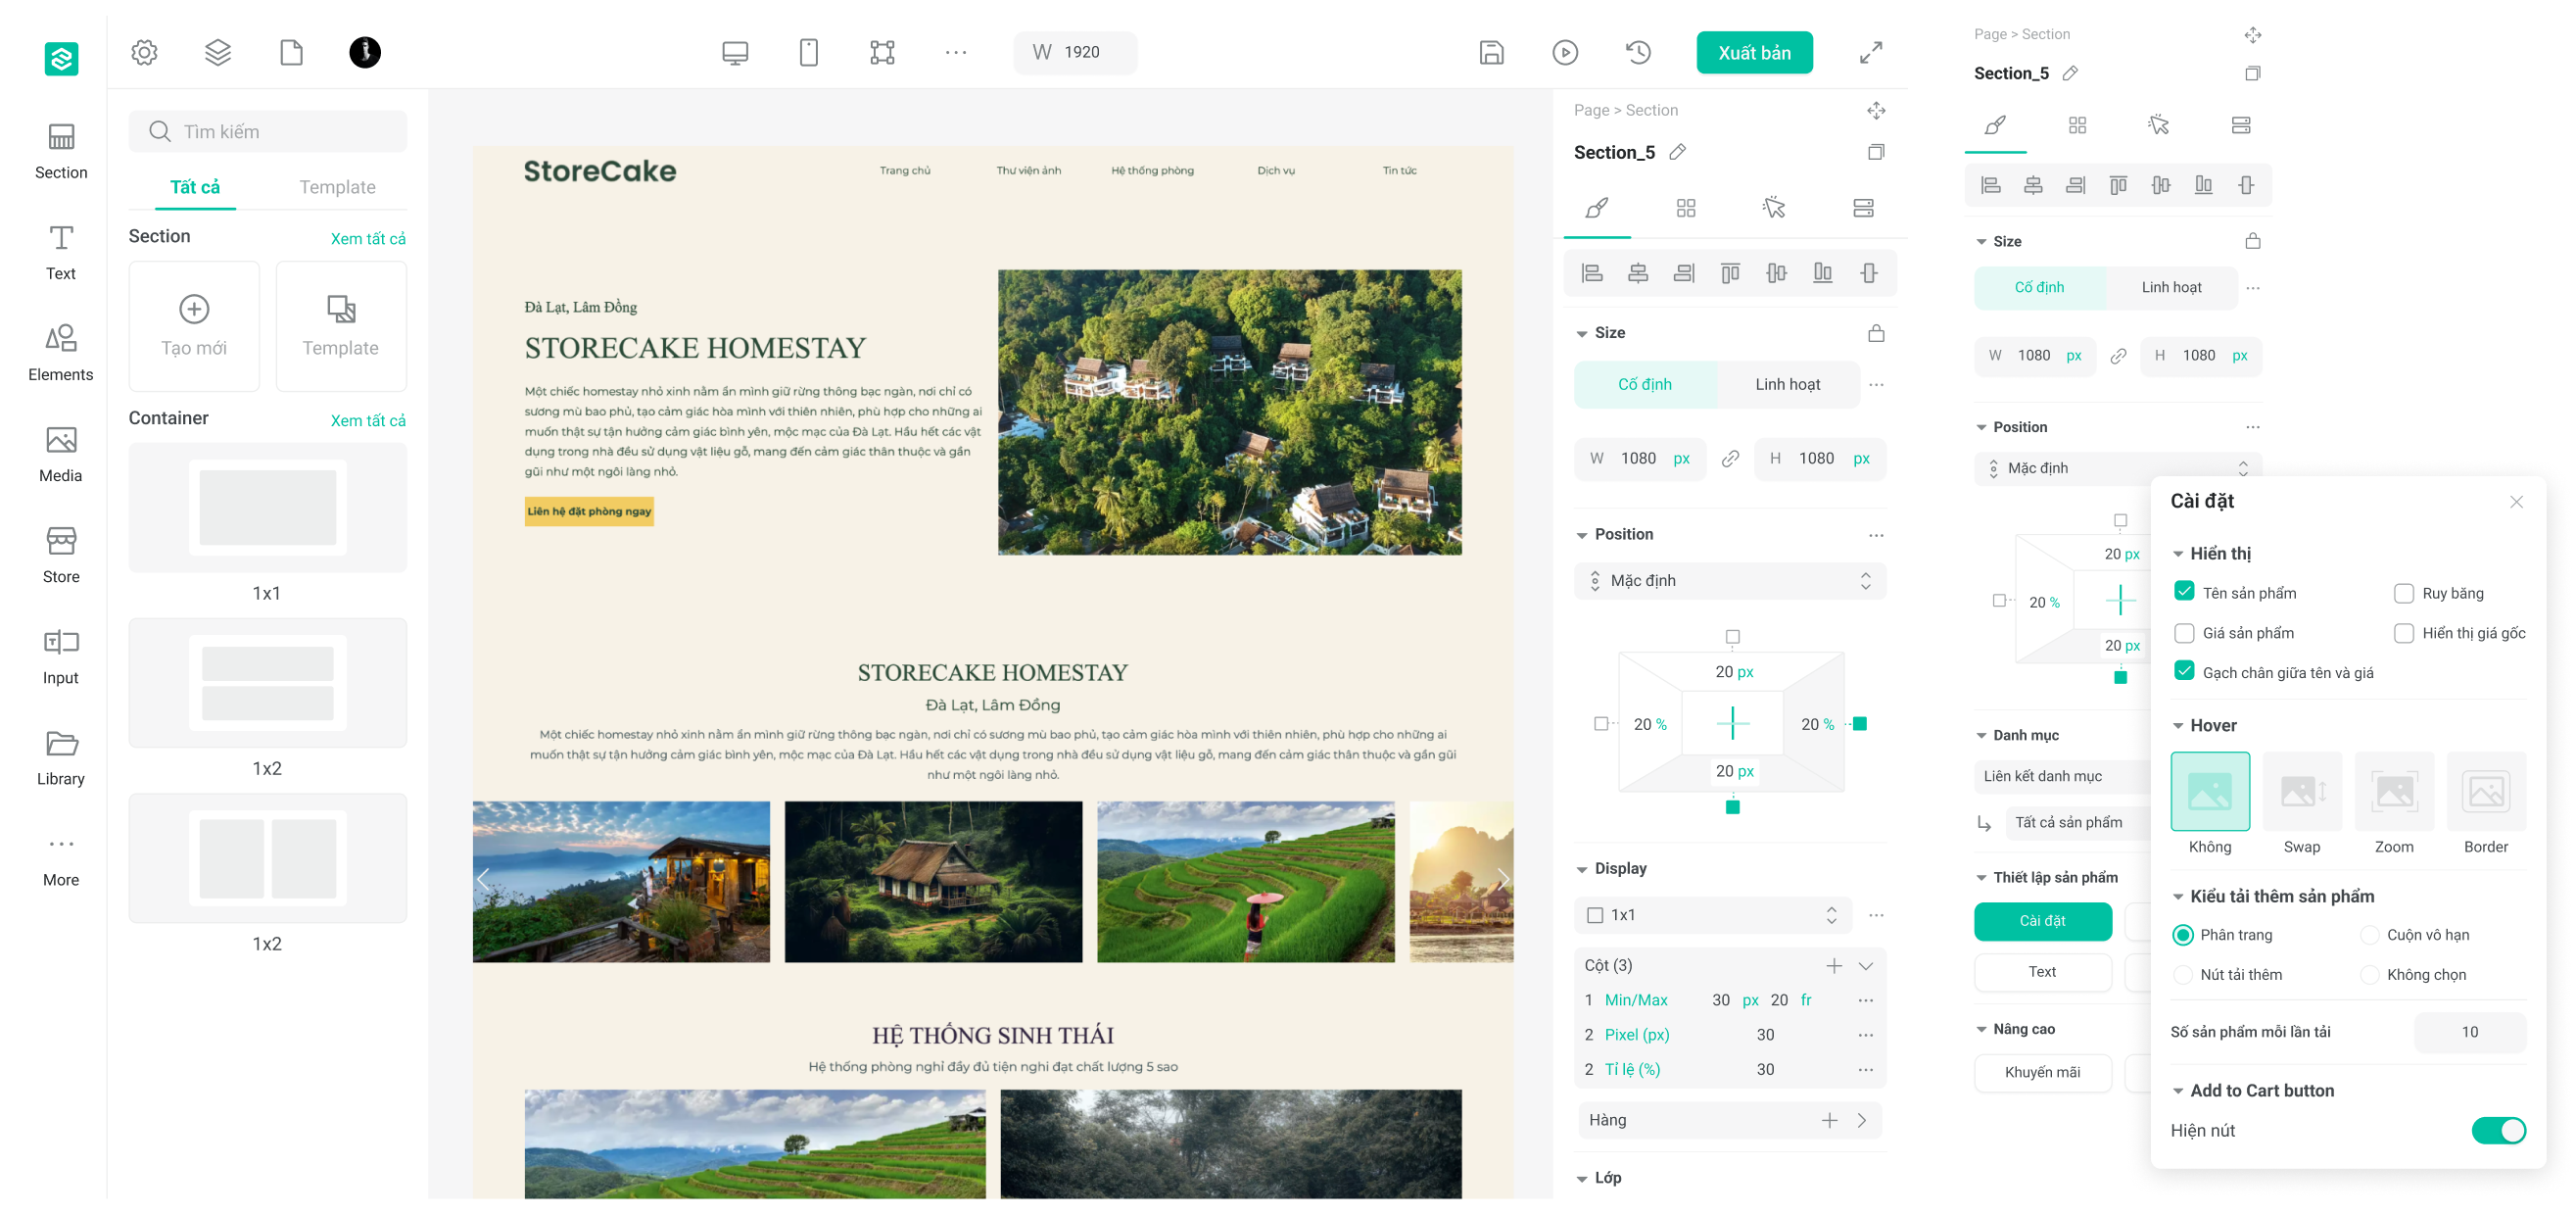 W 1920
Xuất bản
Section
Text
Elements
Media
Store
Input
Library
More
Tìm kiếm
Tất cả
Template
Section
Xem tất cả
Tạo mới
Template
Container
Xem tất cả
1x1
1x2
1x2
StoreCake
Trang chủ
Thư viện ảnh
Hệ thống phòng
Dịch vụ
Tin tức
Đà Lạt, Lâm Đồng
STORECAKE HOMESTAY
Một chiếc homestay nhỏ xinh nằm ẩn mình giữ rừng thông bạc ngàn, nơi chỉ có
sương mù bao phủ, tạo cảm giác hòa mình với thiên nhiên, phù hợp cho những ai
muốn thật sự tận hưởng cảm giác bình yên, mộc mạc của Đà Lạt. Hầu hết các vật
dụng trong nhà đều sử dụng vật liệu gỗ, mang đến cảm giác thân thuộc và gần
gũi như một ngôi làng nhỏ.
Liên hệ đặt phòng ngay
STORECAKE HOMESTAY
Đà Lạt, Lâm Đồng
Một chiếc homestay nhỏ xinh nằm ẩn mình giữ rừng thông bạc ngàn, nơi chỉ có sương mù bao phủ, tạo cảm giác hòa mình với thiên nhiên, phù hợp cho những ai
muốn thật sự tận hưởng cảm giác bình yên, mộc mạc của Đà Lạt. Hầu hết các vật dụng trong nhà đều sử dụng vật liệu gỗ, mang đến cảm giác thân thuộc và gần gũi
như một ngôi làng nhỏ.
HỆ THỐNG SINH THÁI
Hệ thống phòng nghỉ đầy đủ tiện nghi đạt chất lượng 5 sao
Page > Section
Section_5
Size
Cố định
Linh hoạt
W 1080 px
H 1080 px
Position
Mặc định
20 px
20 %
20 %
20 px
Display
1x1
Cột (3)
1 Min/Max 30 px 20 fr
2 Pixel (px) 30
2 Tỉ lệ (%) 30
Hàng
Lớp
Page > Section
Section_5
Size
Cố định
Linh hoạt
W 1080 px
H 1080 px
Position
Mặc định
20 px
20 %
20 px
Danh mục
Liên kết danh mục
Tất cả sản phẩm
Thiết lập sản phẩm
Cài đặt
Text
Nâng cao
Khuyến mãi
Cài đặt
Hiển thị
Tên sản phẩm
Ruy băng
Giá sản phẩm
Hiển thị giá gốc
Gạch chân giữa tên và giá
Hover
Không
Swap
Zoom
Border
Kiểu tải thêm sản phẩm
Phân trang
Cuộn vô hạn
Nút tải thêm
Không chọn
Số sản phẩm mỗi lần tải
10
Add to Cart button
Hiện nút